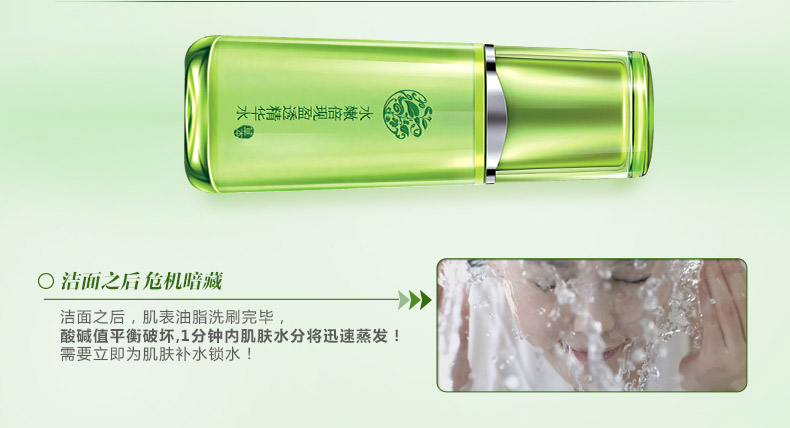 水嫩倍现盈透精华水
洁面之后 危机暗藏
洁面之后，肌表油脂洗刷完毕，
酸碱值平衡破坏,1分钟内肌肤水分将迅速蒸发！
需要立即为肌肤补水锁水！